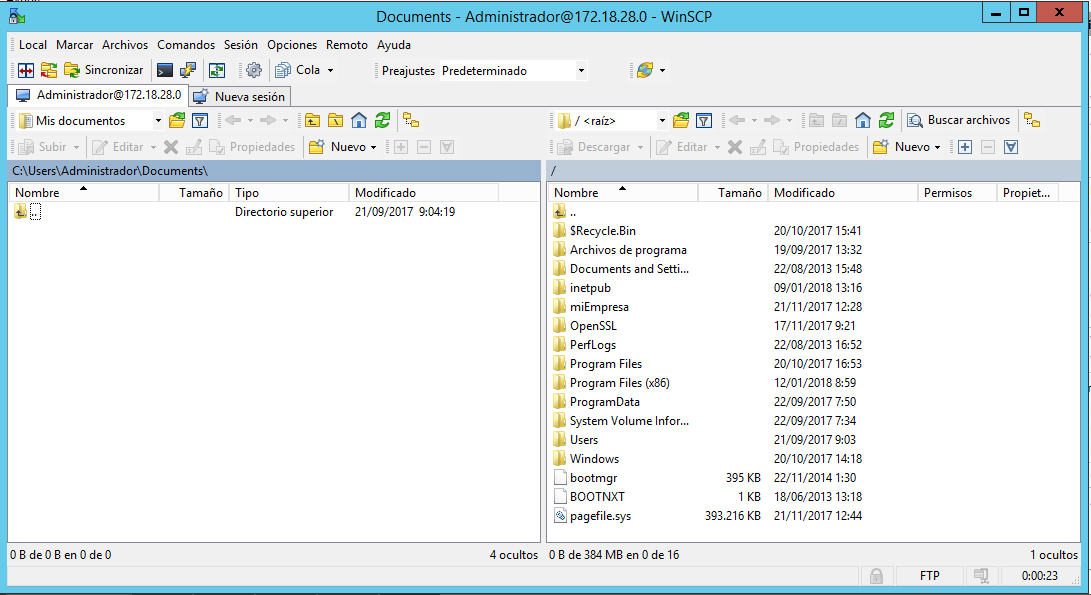 Documents - Administrador@172.18.28.0 - WinSCP
Local Marcar Archivos Comandos Sesión Opciones Remoto Ayuda
Sincronizar Cola Preajustes Predeterminado
Administrador@172.18.28.0 Nueva sesión
Mis documentos / <raíz> Buscar archivos
Subir Editar Propiedades Nuevo Descargar Editar Propiedades Nuevo
C:\Users\Administrador\Documents\ /
Nombre Tamaño Tipo Modificado Nombre Tamaño Modificado Permisos Propiet...
.. Directorio superior 21/09/2017 9:04:19 ..
$Recycle.Bin 20/10/2017 15:41
Archivos de programa 19/09/2017 13:32
Documents and Setti... 22/08/2013 15:48
inetpub 09/01/2018 13:16
miEmpresa 21/11/2017 12:28
OpenSSL 17/11/2017 9:21
PerfLogs 22/08/2013 16:52
Program Files 20/10/2017 16:53
Program Files (x86) 12/01/2018 8:59
ProgramData 22/09/2017 7:50
System Volume Infor... 22/09/2017 7:34
Users 21/09/2017 9:03
Windows 20/10/2017 14:18
bootmgr 395 KB 22/11/2014 1:30
BOOTNXT 1 KB 18/06/2013 13:18
pagefile.sys 393.216 KB 21/11/2017 12:44
0 B de 0 B en 0 de 0 4 ocultos 0 B de 384 MB en 0 de 16 1 ocultos
FTP 0:00:23